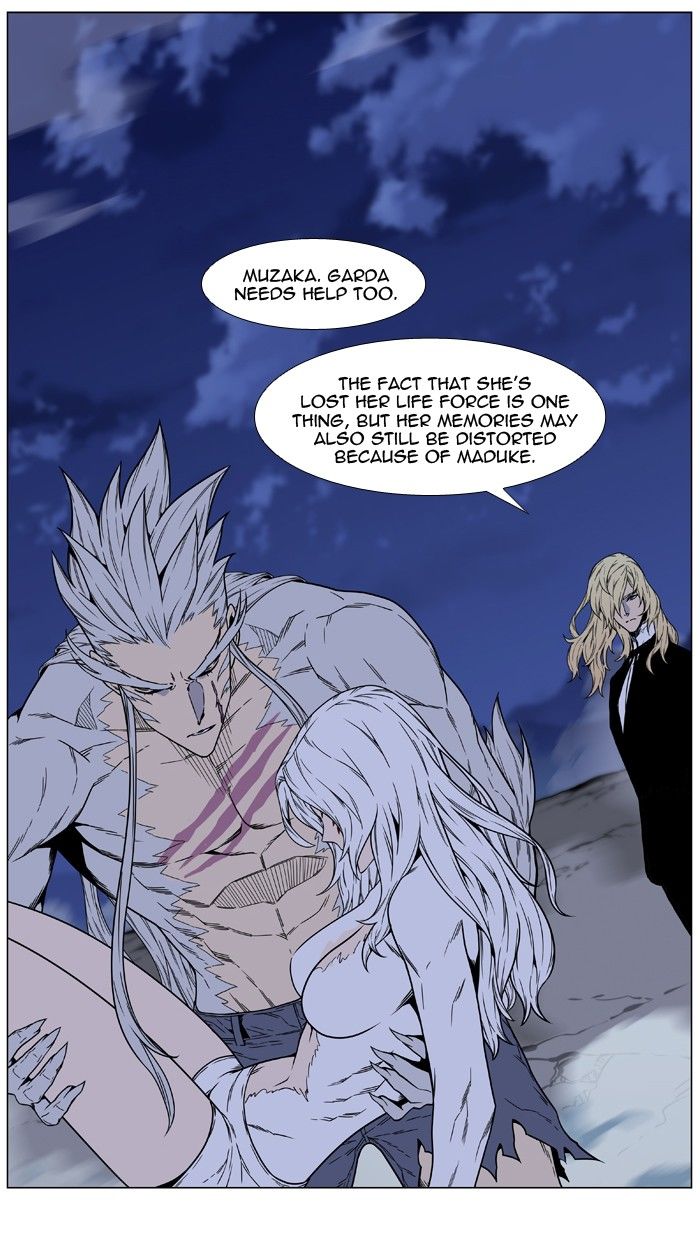 MUZAKA. GARDA
NEEDS HELP TOO.
THE FACT THAT SHE'S
LOST HER LIFE FORCE IS ONE
THING, BUT HER MEMORIES MAY
ALSO STILL BE DISTORTED
BECAUSE OF MADUKE.